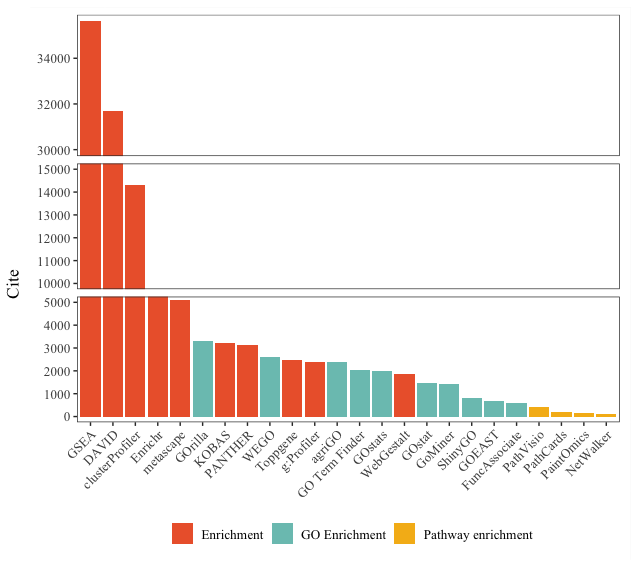 Cite
34000
32000
30000
15000
14000
13000
12000
11000
10000
5000
4000
3000
2000
1000
0
GSEA
DAVID
clusterProfiler
Enrichr
metascape
GOrilla
KOBAS
PANTHER
WEGO
Toppgene
g:Profiler
agriGO
GO Term Finder
GOstats
WebGestalt
GOstat
GoMiner
ShinyGO
GOEAST
FuncAssociate
PathVisio
PathCards
PaintOmics
NetWalker
Enrichment
GO Enrichment
Pathway enrichment